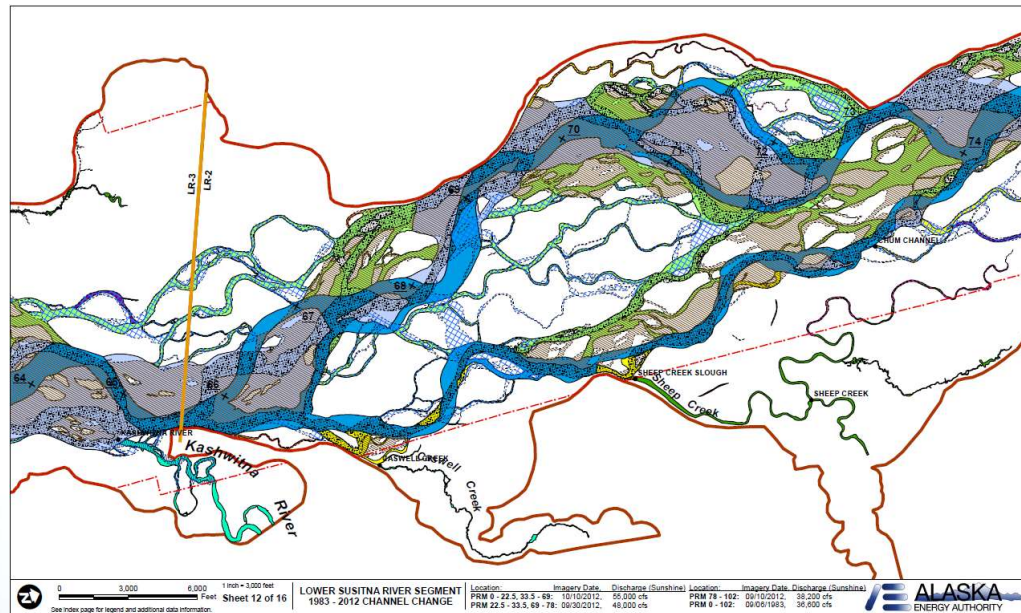 70
73
71
72
74
LR-3
LR-2
69
CHUM CHANNEL
68
67
64
65
66
SHEEP CREEK SLOUGH
Sheep Creek
SHEEP CREEK
RIVER
Kashwitna
River
CASWELL CREEK
Caswell
Creek
Z
0 3,000 6,000
Feet
1 inch = 3,000 feet
Sheet 12 of 16
See index page for legend and additional data information.
LOWER SUSITNA RIVER SEGMENT
1983 - 2012 CHANNEL CHANGE
Location: Imagery Date, Discharge (Sunshine)
PRM 0 - 22.5, 33.5 - 69: 10/10/2012, 55,000 cfs
PRM 22.5 - 33.5, 69 - 78: 09/30/2012, 48,000 cfs
Location: Imagery Date, Discharge (Sunshine)
PRM 78 - 102: 09/10/2012, 38,200 cfs
PRM 0 - 102: 09/06/1983, 36,600 cfs
ALASKA
ENERGY AUTHORITY